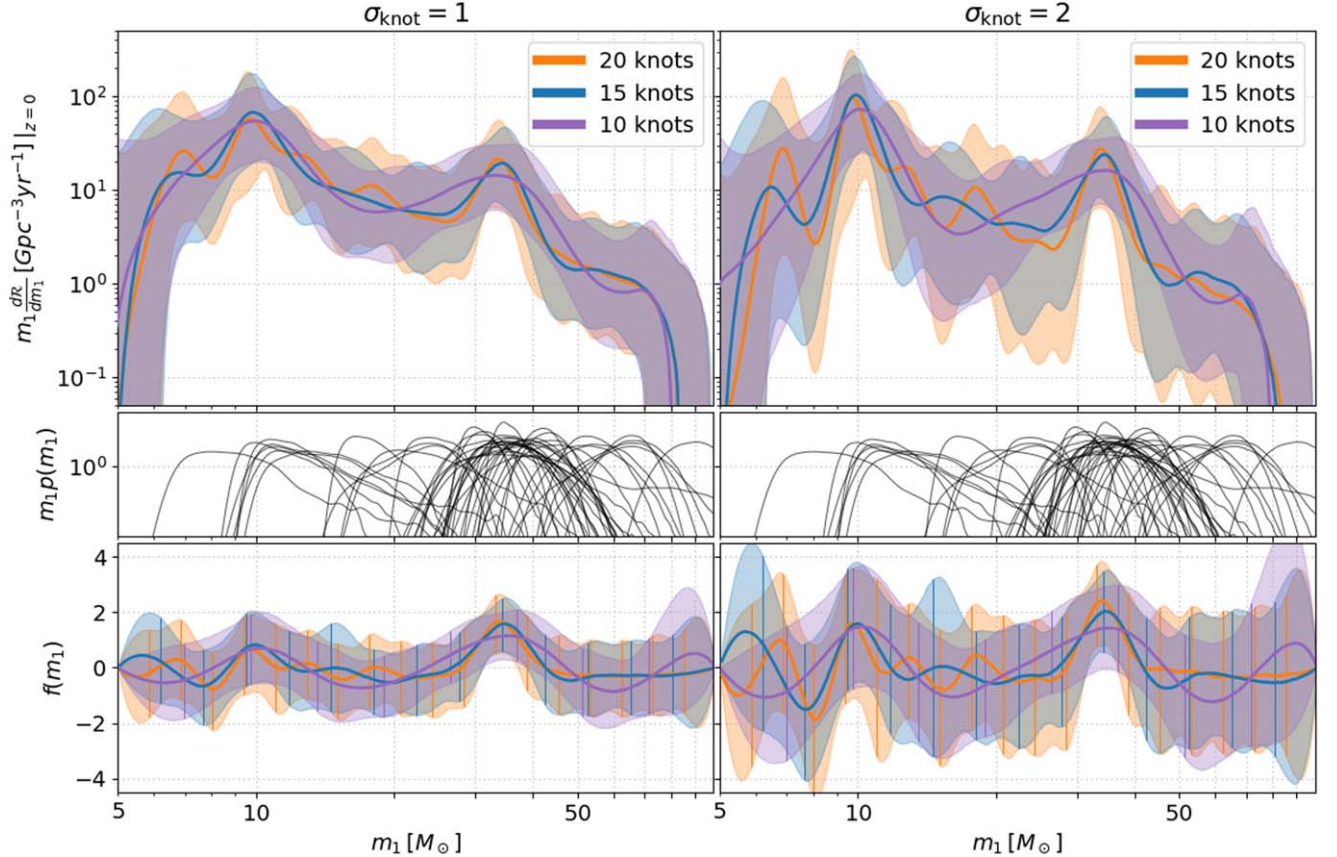 σknot = 1
σknot = 2
20 knots
15 knots
10 knots
20 knots
15 knots
10 knots
m₁ dR/dm₁ [Gpc⁻³yr⁻¹]|z=0
10²
10¹
10⁰
10⁻¹
m₁p(m₁)
10⁰
f(m₁)
4
2
0
−2
−4
5
10
50
5
10
50
m₁ [M⊙]
m₁ [M⊙]